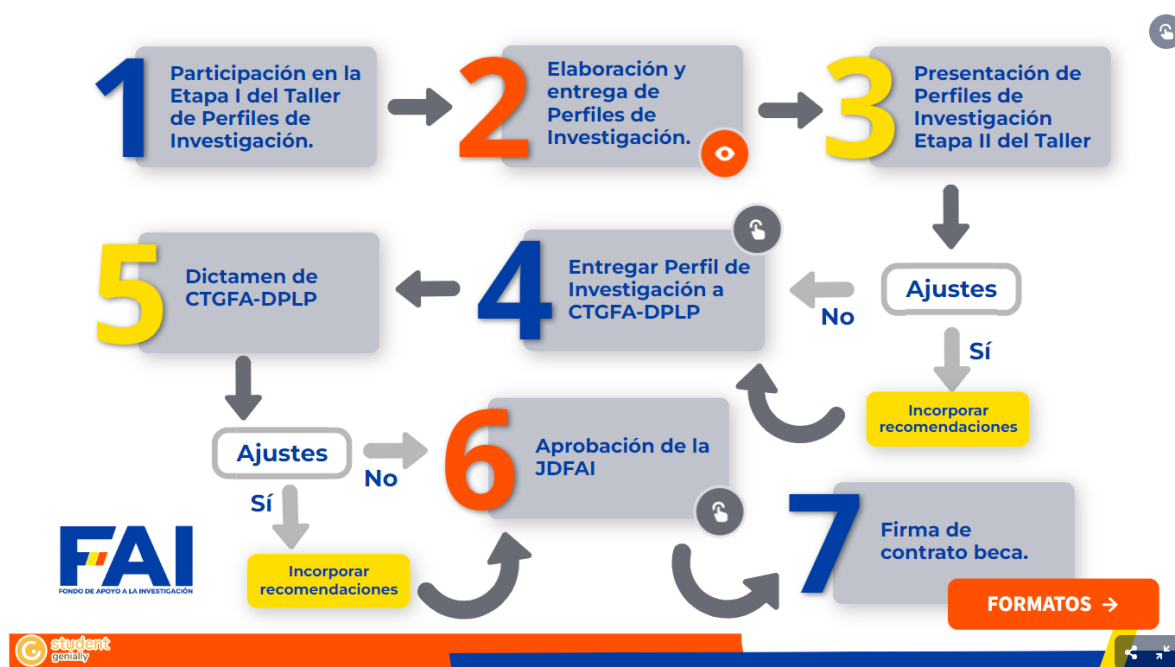 1
Participación en la
Etapa I del Taller
de Perfiles de
Investigación.
2
Elaboración y
entrega de
Perfiles de
Investigación.
3
Presentación de
Perfiles de
Investigación
Etapa II del Taller
Ajustes
No
Sí
Incorporar
recomendaciones
4
Entregar Perfil de
Investigación a
CTGFA-DPLP
5
Dictamen de
CTGFA-DPLP
Ajustes
No
Sí
Incorporar
recomendaciones
6
Aprobación de la
JDFAI
7
Firma de
contrato beca.
FORMATOS →
FAI
FONDO DE APOYO A LA INVESTIGACIÓN
student
genially